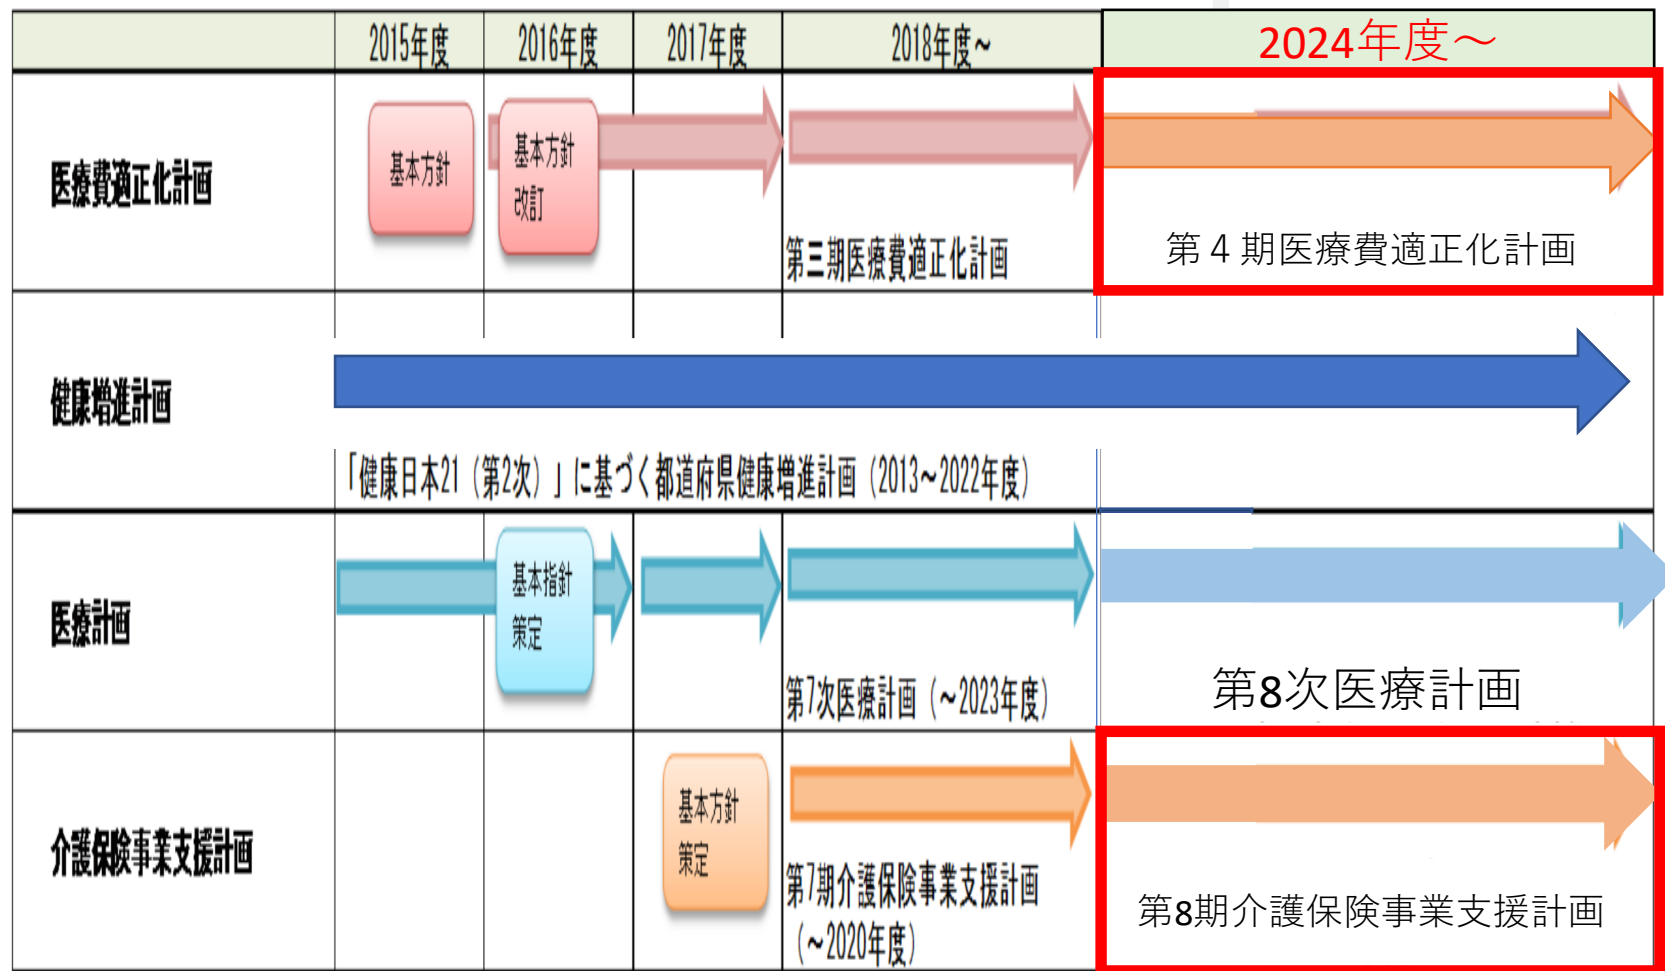 2015年度
2016年度
2017年度
2018年度~
2024年度～
医療費適正化計画
基本方針
基本方針
改訂
第三期医療費適正化計画
第４期医療費適正化計画
健康増進計画
「健康日本21（第2次）」に基づく都道府県健康増進計画（2013~2022年度）
医療計画
基本指針
策定
第7次医療計画（~2023年度）
第8次医療計画
介護保険事業支援計画
基本方針
策定
第7期介護保険事業支援計画
（~2020年度）
第8期介護保険事業支援計画